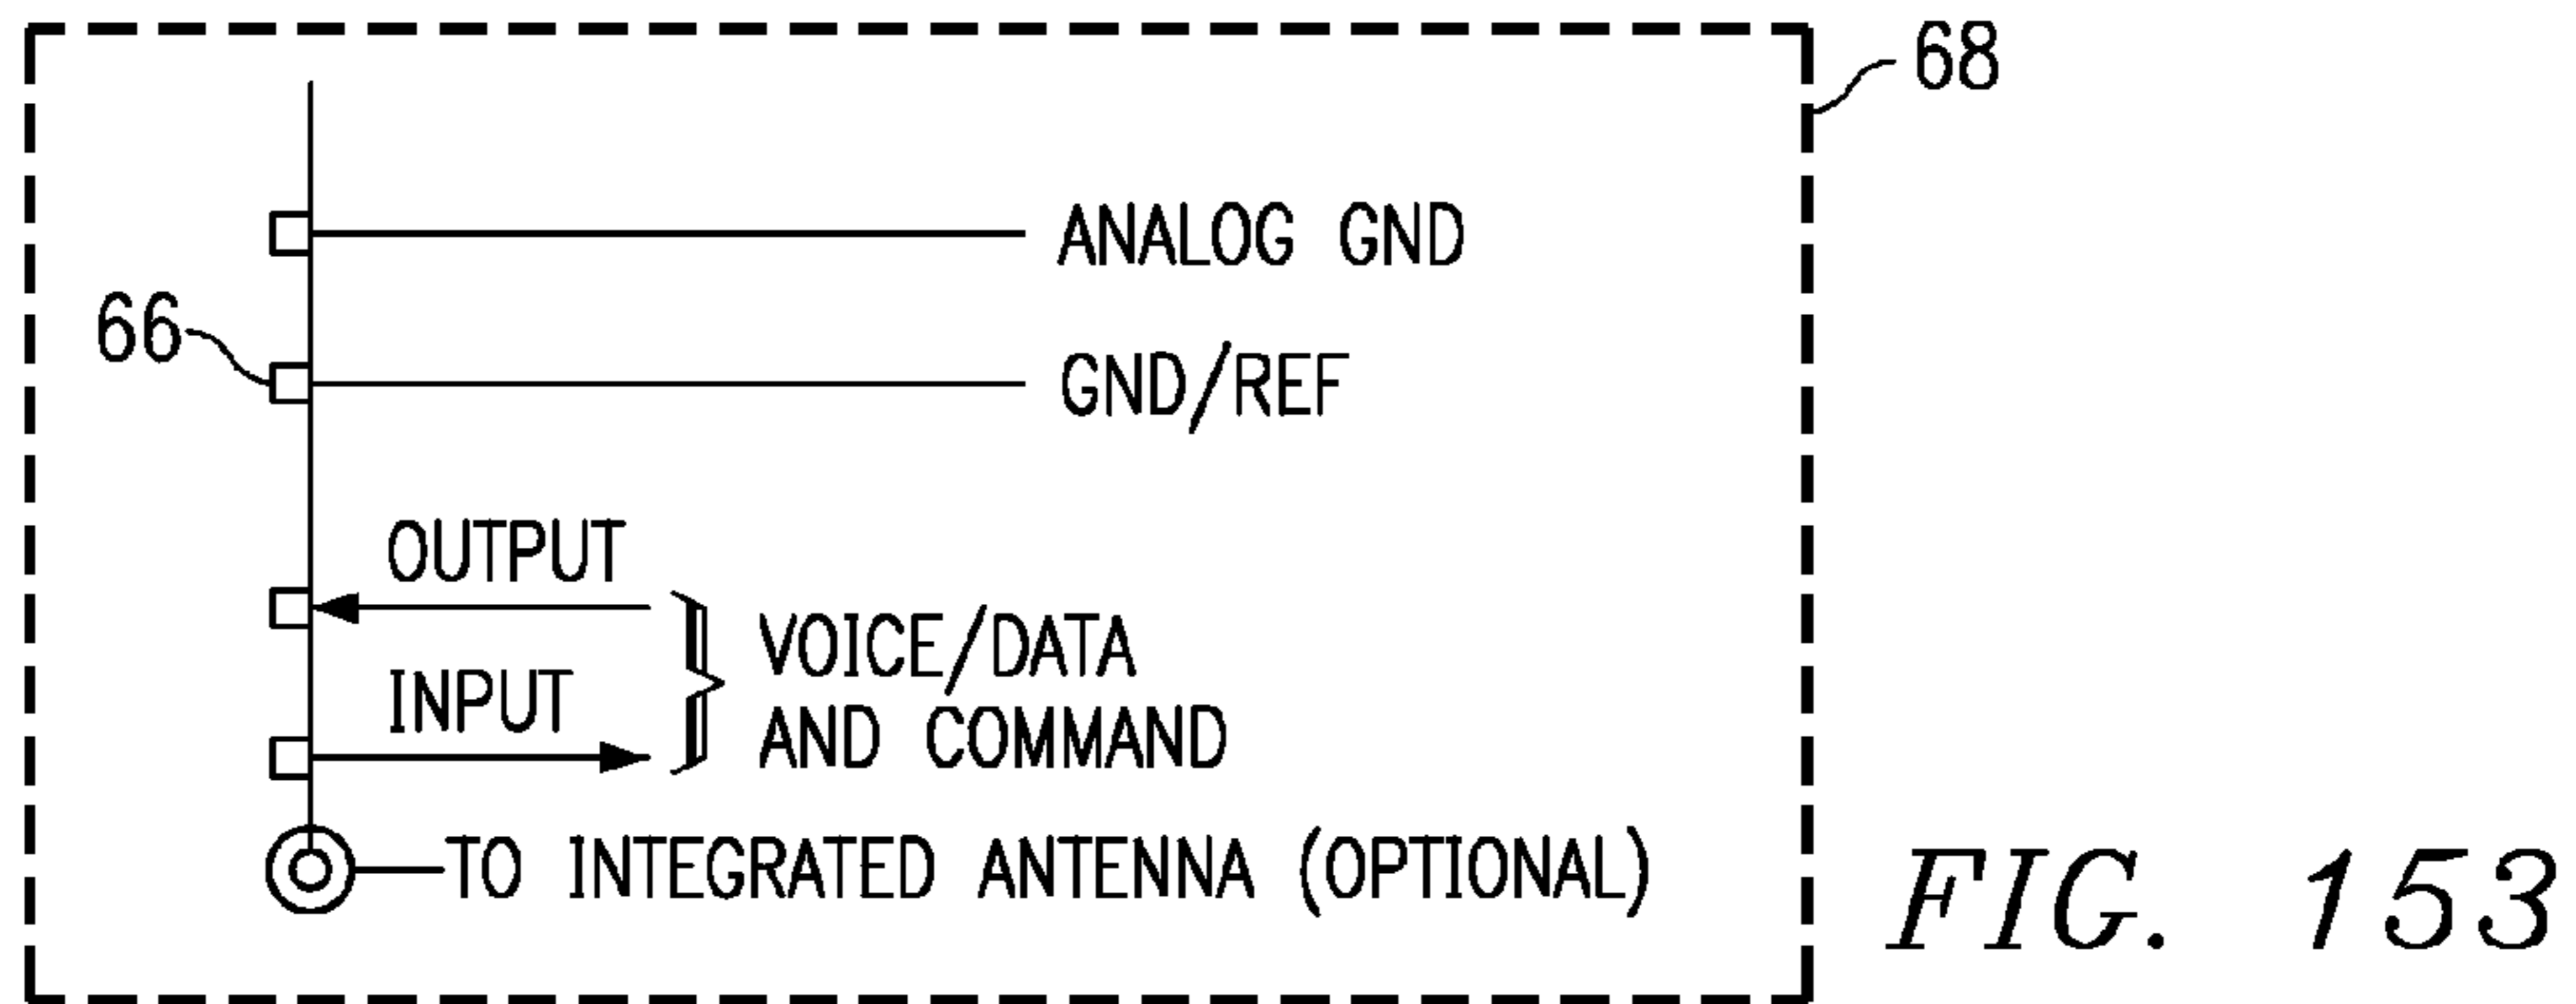 68
ANALOG GND
66
GND/REF
OUTPUT
VOICE/DATA
INPUT
AND COMMAND
TO INTEGRATED ANTENNA (OPTIONAL)
FIG. 153